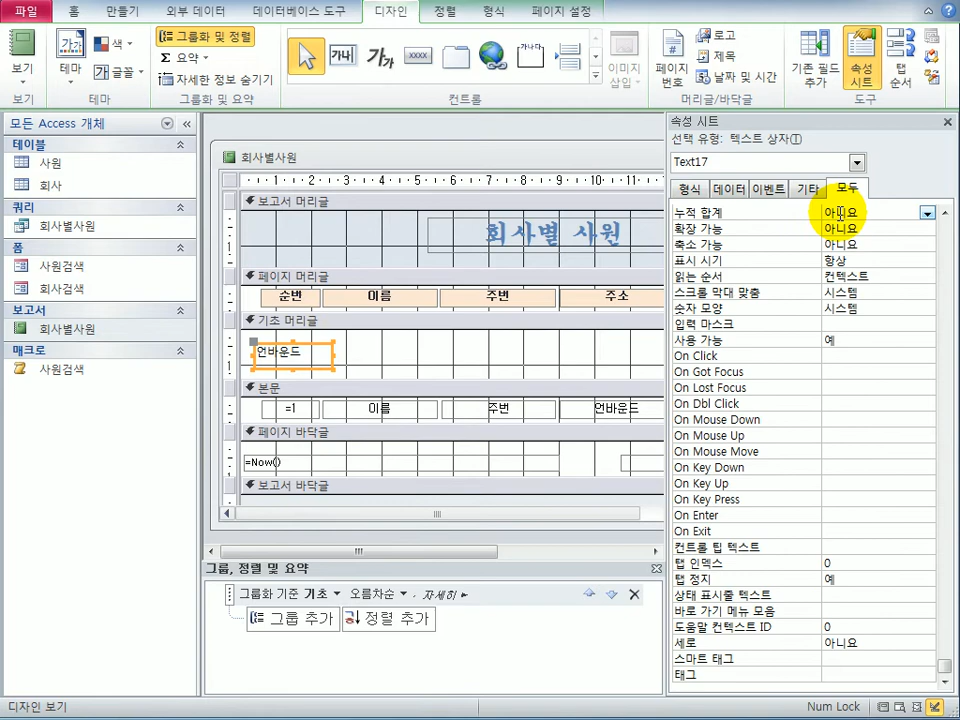 파일 홈 만들기 외부 데이터 데이터베이스 도구 디자인 정렬 형식 페이지 설정
보기 테마 색 글꼴 그룹화 및 정렬 요약 자세한 정보 숨기기
가나 가가 xxxx 이미지 삽입 페이지 번호 로고 제목 날짜 및 시간
기존 필드 추가 속성 시트 탭 순서
보기 테마 그룹화 및 요약 컨트롤 머리글/바닥글 도구
모든 Access 개체
테이블
사원
회사
쿼리
회사별사원
폼
사원검색
회사검색
보고서
회사별사원
매크로
사원검색
회사별사원
1 2 3 4 5 6 7 8 9 10 11
보고서 머리글
회사별 사원
페이지 머리글
순번 이름 주번 주소
기초 머리글
언바운드
본문
=1 이름 주번 언바운드
페이지 바닥글
=Now()
보고서 바닥글
그룹, 정렬 및 요약
그룹화 기준 기초 오름차순 , 자세히
그룹 추가 정렬 추가
속성 시트
선택 유형: 텍스트 상자(T)
Text17
형식 데이터 이벤트 기타 모두
누적 합계 아니요
확장 가능 아니요
축소 가능 아니요
표시 시기 항상
읽는 순서 컨텍스트
스크롤 막대 맞춤 시스템
숫자 모양 시스템
입력 마스크
사용 가능 예
On Click
On Got Focus
On Lost Focus
On Dbl Click
On Mouse Down
On Mouse Up
On Mouse Move
On Key Down
On Key Up
On Key Press
On Enter
On Exit
컨트롤 팁 텍스트
탭 인덱스 0
탭 정지 예
상태 표시줄 텍스트
바로 가기 메뉴 모음
도움말 컨텍스트 ID 0
세로 아니요
스마트 태그
태그
디자인 보기 Num Lock